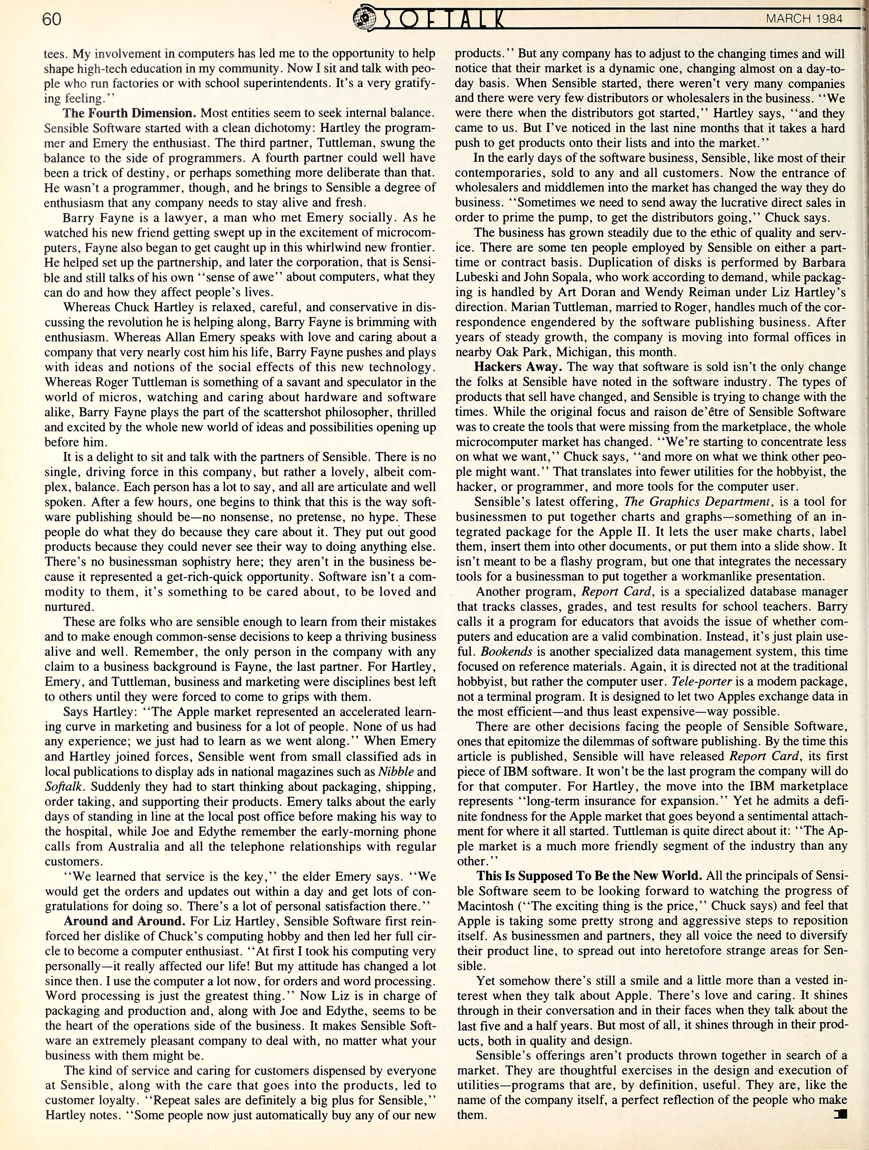 60
SOFTALK
MARCH 1984
tees. My involvement in computers has led me to the opportunity to help
shape high-tech education in my community. Now I sit and talk with peo-
ple who run factories or with school superintendents. It's a very gratify-
ing feeling.''
The Fourth Dimension. Most entities seem to seek internal balance.
Sensible Software started with a clean dichotomy: Hartley the program-
mer and Emery the enthusiast. The third partner, Tuttleman, swung the
balance to the side of programmers. A fourth partner could well have
been a trick of destiny, or perhaps something more deliberate than that.
He wasn't a programmer, though, and he brings to Sensible a degree of
enthusiasm that any company needs to stay alive and fresh.
Barry Fayne is a lawyer, a man who met Emery socially. As he
watched his new friend getting swept up in the excitement of microcom-
puters, Fayne also began to get caught up in this whirlwind new frontier.
He helped set up the partnership, and later the corporation, that is Sensi-
ble and still talks of his own ''sense of awe'' about computers, what they
can do and how they affect people's lives.
Whereas Chuck Hartley is relaxed, careful, and conservative in dis-
cussing the revolution he is helping along, Barry Fayne is brimming with
enthusiasm. Whereas Allan Emery speaks with love and caring about a
company that very nearly cost him his life, Barry Fayne pushes and plays
with ideas and notions of the social effects of this new technology.
Whereas Roger Tuttleman is something of a savant and speculator in the
world of micros, watching and caring about hardware and software
alike, Barry Fayne plays the part of the scattershot philosopher, thrilled
and excited by the whole new world of ideas and possibilities opening up
before him.
It is a delight to sit and talk with the partners of Sensible. There is no
single, driving force in this company, but rather a lovely, albeit com-
plex, balance. Each person has a lot to say, and all are articulate and well
spoken. After a few hours, one begins to think that this is the way soft-
ware publishing should be—no nonsense, no pretense, no hype. These
people do what they do because they care about it. They put out good
products because they could never see their way to doing anything else.
There's no businessman sophistry here; they aren't in the business be-
cause it represented a get-rich-quick opportunity. Software isn't a com-
modity to them, it's something to be cared about, to be loved and
nurtured.
These are folks who are sensible enough to learn from their mistakes
and to make enough common-sense decisions to keep a thriving business
alive and well. Remember, the only person in the company with any
claim to a business background is Fayne, the last partner. For Hartley,
Emery, and Tuttleman, business and marketing were disciplines best left
to others until they were forced to come to grips with them.
Says Hartley: ''The Apple market represented an accelerated learn-
ing curve in marketing and business for a lot of people. None of us had
any experience; we just had to learn as we went along.'' When Emery
and Hartley joined forces, Sensible went from small classified ads in
local publications to display ads in national magazines such as Nibble and
Softalk. Suddenly they had to start thinking about packaging, shipping,
order taking, and supporting their products. Emery talks about the early
days of standing in line at the local post office before making his way to
the hospital, while Joe and Edythe remember the early-morning phone
calls from Australia and all the telephone relationships with regular
customers.
''We learned that service is the key,'' the elder Emery says. ''We
would get the orders and updates out within a day and get lots of con-
gratulations for doing so. There's a lot of personal satisfaction there.''
Around and Around. For Liz Hartley, Sensible Software first rein-
forced her dislike of Chuck's computing hobby and then led her full cir-
cle to become a computer enthusiast. ''At first I took his computing very
personally—it really affected our life! But my attitude has changed a lot
since then. I use the computer a lot now, for orders and word processing.
Word processing is just the greatest thing.'' Now Liz is in charge of
packaging and production and, along with Joe and Edythe, seems to be
the heart of the operations side of the business. It makes Sensible Soft-
ware an extremely pleasant company to deal with, no matter what your
business with them might be.
The kind of service and caring for customers dispensed by everyone
at Sensible, along with the care that goes into the products, led to
customer loyalty. ''Repeat sales are definitely a big plus for Sensible,''
Hartley notes. ''Some people now just automatically buy any of our new
products.'' But any company has to adjust to the changing times and will
notice that their market is a dynamic one, changing almost on a day-to-
day basis. When Sensible started, there weren't very many companies
and there were very few distributors or wholesalers in the business. ''We
were there when the distributors got started,'' Hartley says, ''and they
came to us. But I've noticed in the last nine months that it takes a hard
push to get products onto their lists and into the market.''
In the early days of the software business, Sensible, like most of their
contemporaries, sold to any and all customers. Now the entrance of
wholesalers and middlemen into the market has changed the way they do
business. ''Sometimes we need to send away the lucrative direct sales in
order to prime the pump, to get the distributors going,'' Chuck says.
The business has grown steadily due to the ethic of quality and serv-
ice. There are some ten people employed by Sensible on either a part-
time or contract basis. Duplication of disks is performed by Barbara
Lubeski and John Sopala, who work according to demand, while packag-
ing is handled by Art Doran and Wendy Reiman under Liz Hartley's
direction. Marian Tuttleman, married to Roger, handles much of the cor-
respondence engendered by the software publishing business. After
years of steady growth, the company is moving into formal offices in
nearby Oak Park, Michigan, this month.
Hackers Away. The way that software is sold isn't the only change
the folks at Sensible have noted in the software industry. The types of
products that sell have changed, and Sensible is trying to change with the
times. While the original focus and raison de'être of Sensible Software
was to create the tools that were missing from the marketplace, the whole
microcomputer market has changed. ''We're starting to concentrate less
on what we want,'' Chuck says, ''and more on what we think other peo-
ple might want.'' That translates into fewer utilities for the hobbyist, the
hacker, or programmer, and more tools for the computer user.
Sensible's latest offering, The Graphics Department, is a tool for
businessmen to put together charts and graphs—something of an in-
tegrated package for the Apple II. It lets the user make charts, label
them, insert them into other documents, or put them into a slide show. It
isn't meant to be a flashy program, but one that integrates the necessary
tools for a businessman to put together a workmanlike presentation.
Another program, Report Card, is a specialized database manager
that tracks classes, grades, and test results for school teachers. Barry
calls it a program for educators that avoids the issue of whether com-
puters and education are a valid combination. Instead, it's just plain use-
ful. Bookends is another specialized data management system, this time
focused on reference materials. Again, it is directed not at the traditional
hobbyist, but rather the computer user. Tele-porter is a modem package,
not a terminal program. It is designed to let two Apples exchange data in
the most efficient—and thus least expensive—way possible.
There are other decisions facing the people of Sensible Software,
ones that epitomize the dilemmas of software publishing. By the time this
article is published, Sensible will have released Report Card, its first
piece of IBM software. It won't be the last program the company will do
for that computer. For Hartley, the move into the IBM marketplace
represents ''long-term insurance for expansion.'' Yet he admits a defi-
nite fondness for the Apple market that goes beyond a sentimental attach-
ment for where it all started. Tuttleman is quite direct about it: ''The Ap-
ple market is a much more friendly segment of the industry than any
other.''
This Is Supposed To Be the New World. All the principals of Sensi-
ble Software seem to be looking forward to watching the progress of
Macintosh (''The exciting thing is the price,'' Chuck says) and feel that
Apple is taking some pretty strong and aggressive steps to reposition
itself. As businessmen and partners, they all voice the need to diversify
their product line, to spread out into heretofore strange areas for Sen-
sible.
Yet somehow there's still a smile and a little more than a vested in-
terest when they talk about Apple. There's love and caring. It shines
through in their conversation and in their faces when they talk about the
last five and a half years. But most of all, it shines through in their prod-
ucts, both in quality and design.
Sensible's offerings aren't products thrown together in search of a
market. They are thoughtful exercises in the design and execution of
utilities—programs that are, by definition, useful. They are, like the
name of the company itself, a perfect reflection of the people who make
them.